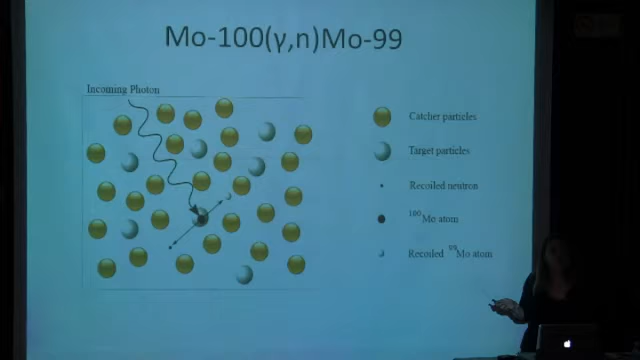 Mo-100(γ,n)Mo-99
Incoming Photon
Catcher particles
Target particles
Recoiled neutron
¹⁰⁰Mo atom
Recoiled ⁹⁹Mo atom